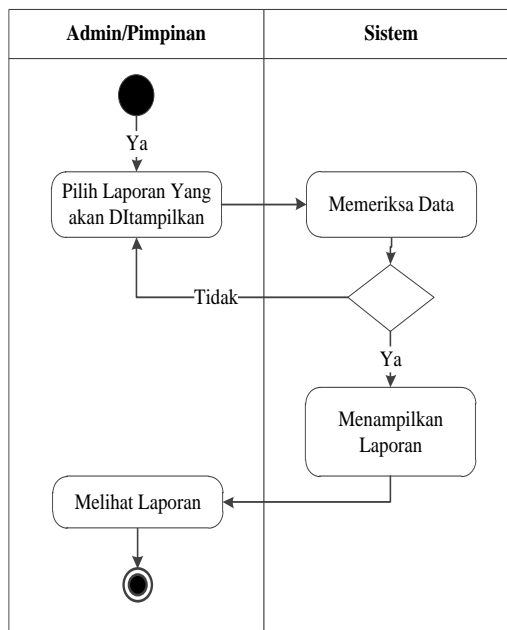 Admin/Pimpinan
Sistem
Ya
Pilih Laporan Yang
akan DItampilkan
Memeriksa Data
Tidak
Ya
Menampilkan
Laporan
Melihat Laporan